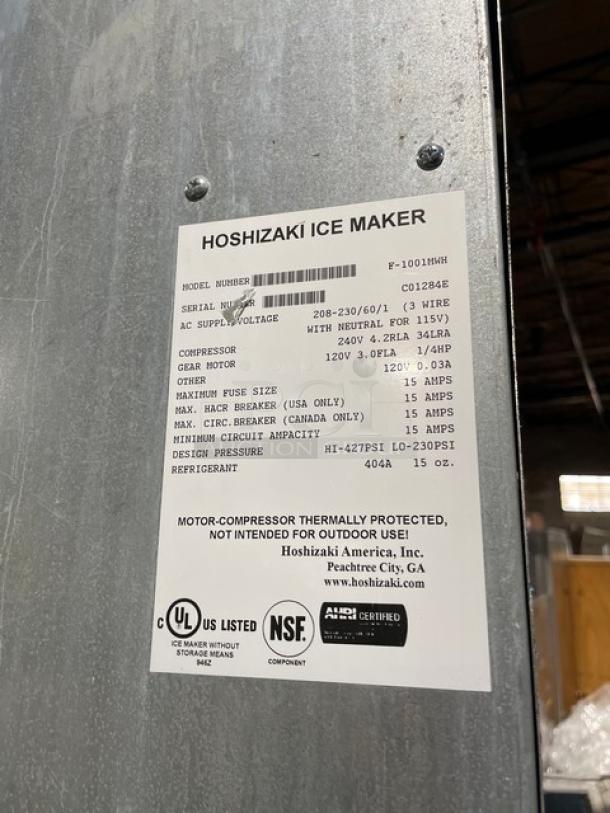 HOSHIZAKI ICE MAKER
MODEL NUMBER F-1001MWH
SERIAL NUMBER C01284E
AC SUPPLY VOLTAGE 208-230/60/1 (3 WIRE
WITH NEUTRAL FOR 115V)
COMPRESSOR 240V 4.2RLA 34LRA
GEAR MOTOR 120V 3.0FLA 1/4HP
OTHER 120V 0.03A
MAXIMUM FUSE SIZE 15 AMPS
MAX. HACR BREAKER (USA ONLY) 15 AMPS
MAX. CIRC.BREAKER (CANADA ONLY) 15 AMPS
MINIMUM CIRCUIT AMPACITY 15 AMPS
DESIGN PRESSURE HI-427PSI LO-230PSI
REFRIGERANT 404A 15 oz.
MOTOR-COMPRESSOR THERMALLY PROTECTED,
NOT INTENDED FOR OUTDOOR USE!
Hoshizaki America, Inc.
Peachtree City, GA
www.hoshizaki.com
C UL US LISTED
ICE MAKER WITHOUT
STORAGE MEANS
946Z
NSF.
COMPONENT
AHRI CERTIFIED